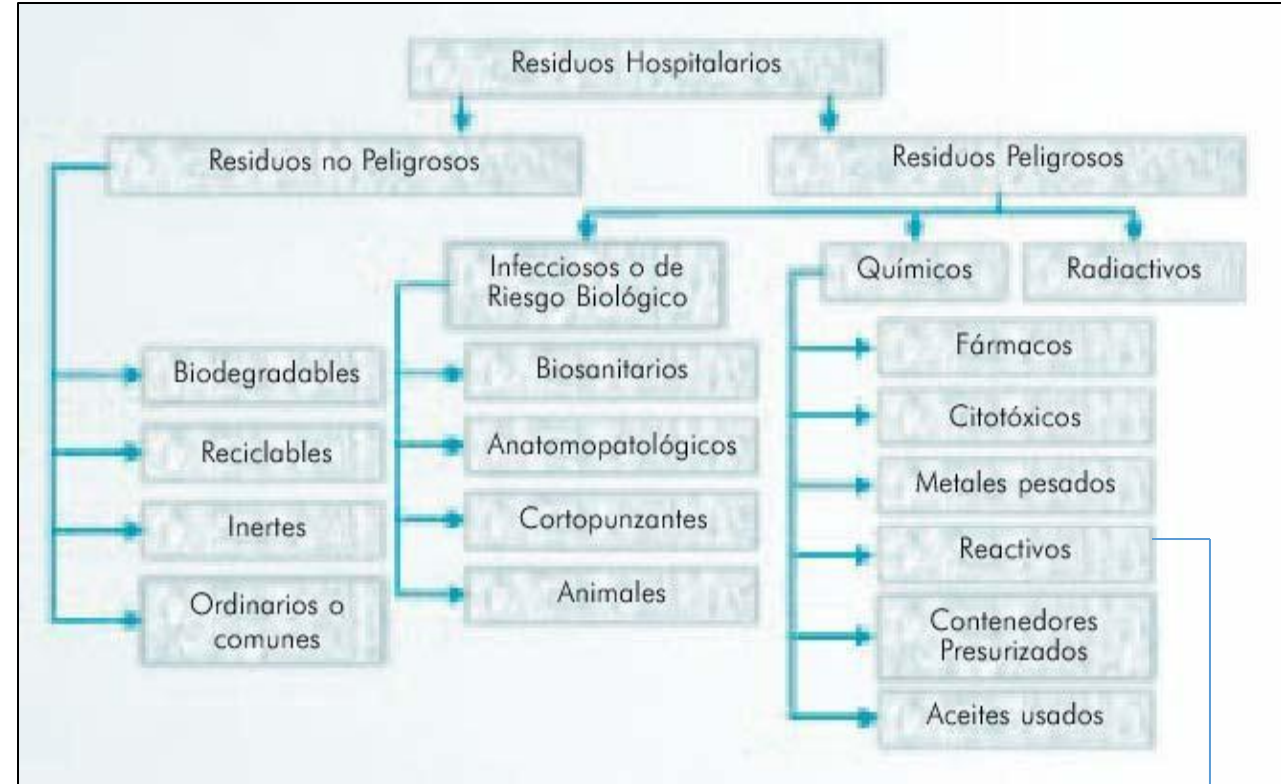 Residuos Hospitalarios
Residuos no Peligrosos
Residuos Peligrosos
Infecciosos o de
Riesgo Biológico
Químicos
Radiactivos
Biodegradables
Reciclables
Inertes
Ordinarios o
comunes
Biosanitarios
Anatomopatológicos
Cortopunzantes
Animales
Fármacos
Citotóxicos
Metales pesados
Reactivos
Contenedores
Presurizados
Aceites usados